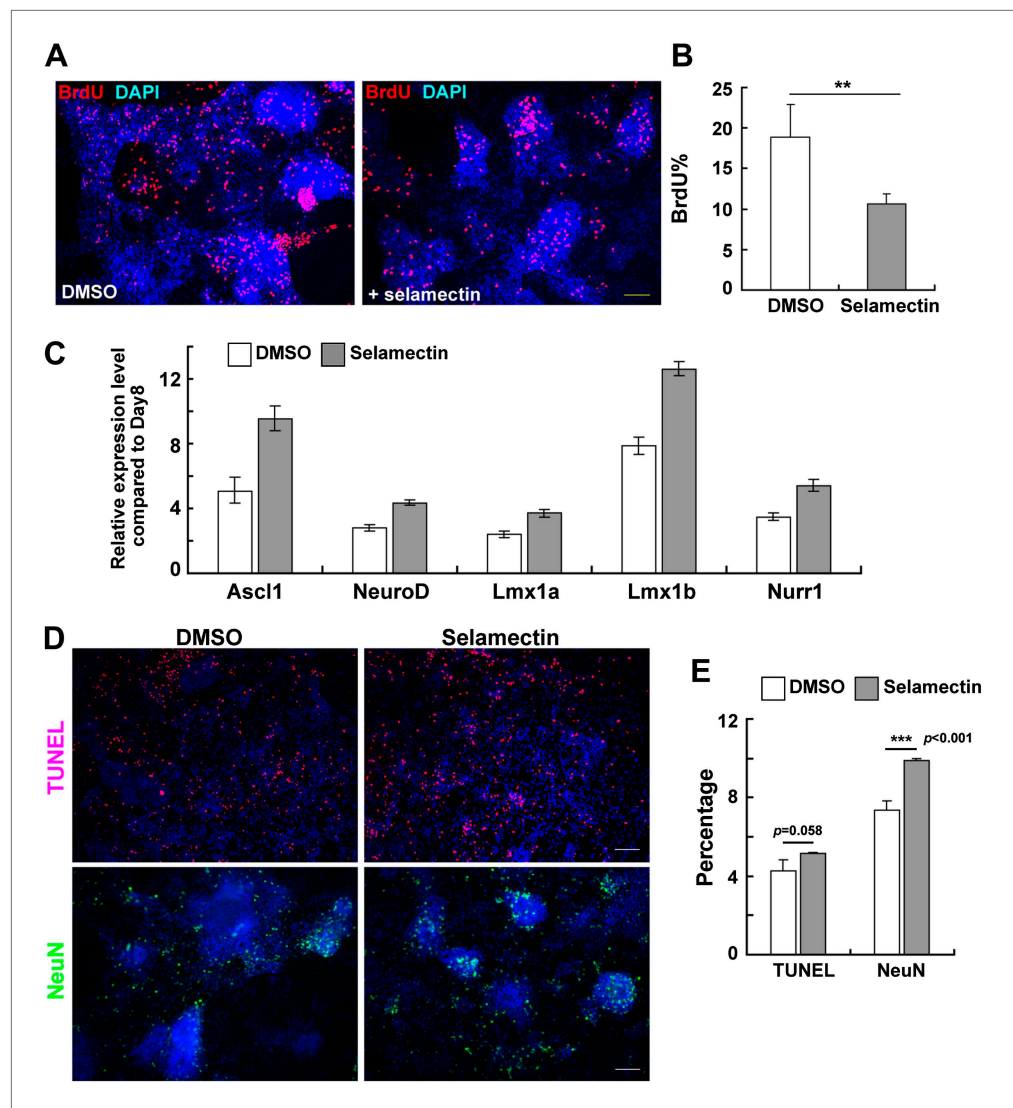 A
BrdU DAPI
DMSO
BrdU DAPI
+ selamectin
B
**
BrdU%
25
20
15
10
5
0
DMSO Selamectin
C
DMSO Selamectin
Relative expression level
compared to Day8
12
8
4
0
Ascl1 NeuroD Lmx1a Lmx1b Nurr1
D
DMSO Selamectin
TUNEL
NeuN
E
DMSO Selamectin
Percentage
12
8
4
0
p=0.058
*** p<0.001
TUNEL NeuN